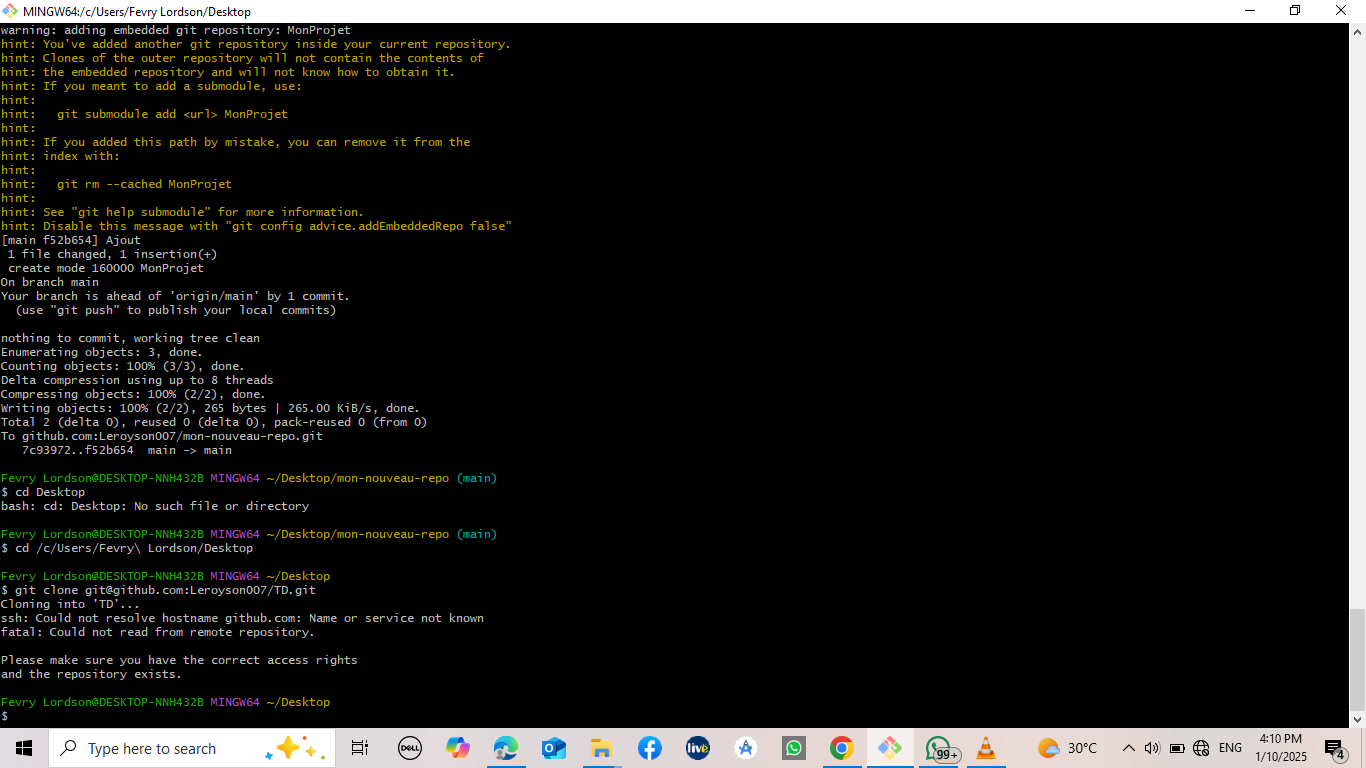 MINGW64:/c/Users/Fevry Lordson/Desktop
warning: adding embedded git repository: MonProjet
hint: You've added another git repository inside your current repository.
hint: Clones of the outer repository will not contain the contents of
hint: the embedded repository and will not know how to obtain it.
hint: If you meant to add a submodule, use:
hint:
hint:   git submodule add <url> MonProjet
hint:
hint: If you added this path by mistake, you can remove it from the
hint: index with:
hint:
hint:   git rm --cached MonProjet
hint:
hint: See "git help submodule" for more information.
hint: Disable this message with "git config advice.addEmbeddedRepo false"
[main f52b654] Ajout
 1 file changed, 1 insertion(+)
 create mode 160000 MonProjet
On branch main
Your branch is ahead of 'origin/main' by 1 commit.
  (use "git push" to publish your local commits)
nothing to commit, working tree clean
Enumerating objects: 3, done.
Counting objects: 100% (3/3), done.
Delta compression using up to 8 threads
Compressing objects: 100% (2/2), done.
Writing objects: 100% (2/2), 265 bytes | 265.00 KiB/s, done.
Total 2 (delta 0), reused 0 (delta 0), pack-reused 0 (from 0)
To github.com:Leroyson007/mon-nouveau-repo.git
   7c93972..f52b654  main -> main
Fevry Lordson@DESKTOP-NNH432B MINGW64 ~/Desktop/mon-nouveau-repo (main)
$ cd Desktop
bash: cd: Desktop: No such file or directory
Fevry Lordson@DESKTOP-NNH432B MINGW64 ~/Desktop/mon-nouveau-repo (main)
$ cd /c/Users/Fevry\ Lordson/Desktop
Fevry Lordson@DESKTOP-NNH432B MINGW64 ~/Desktop
$ git clone git@github.com:Leroyson007/TD.git
Cloning into 'TD'...
ssh: Could not resolve hostname github.com: Name or service not known
fatal: Could not read from remote repository.
Please make sure you have the correct access rights
and the repository exists.
Fevry Lordson@DESKTOP-NNH432B MINGW64 ~/Desktop
$
Type here to search
DELL
live
99+
30°C
ENG
4:10 PM
1/10/2025
4